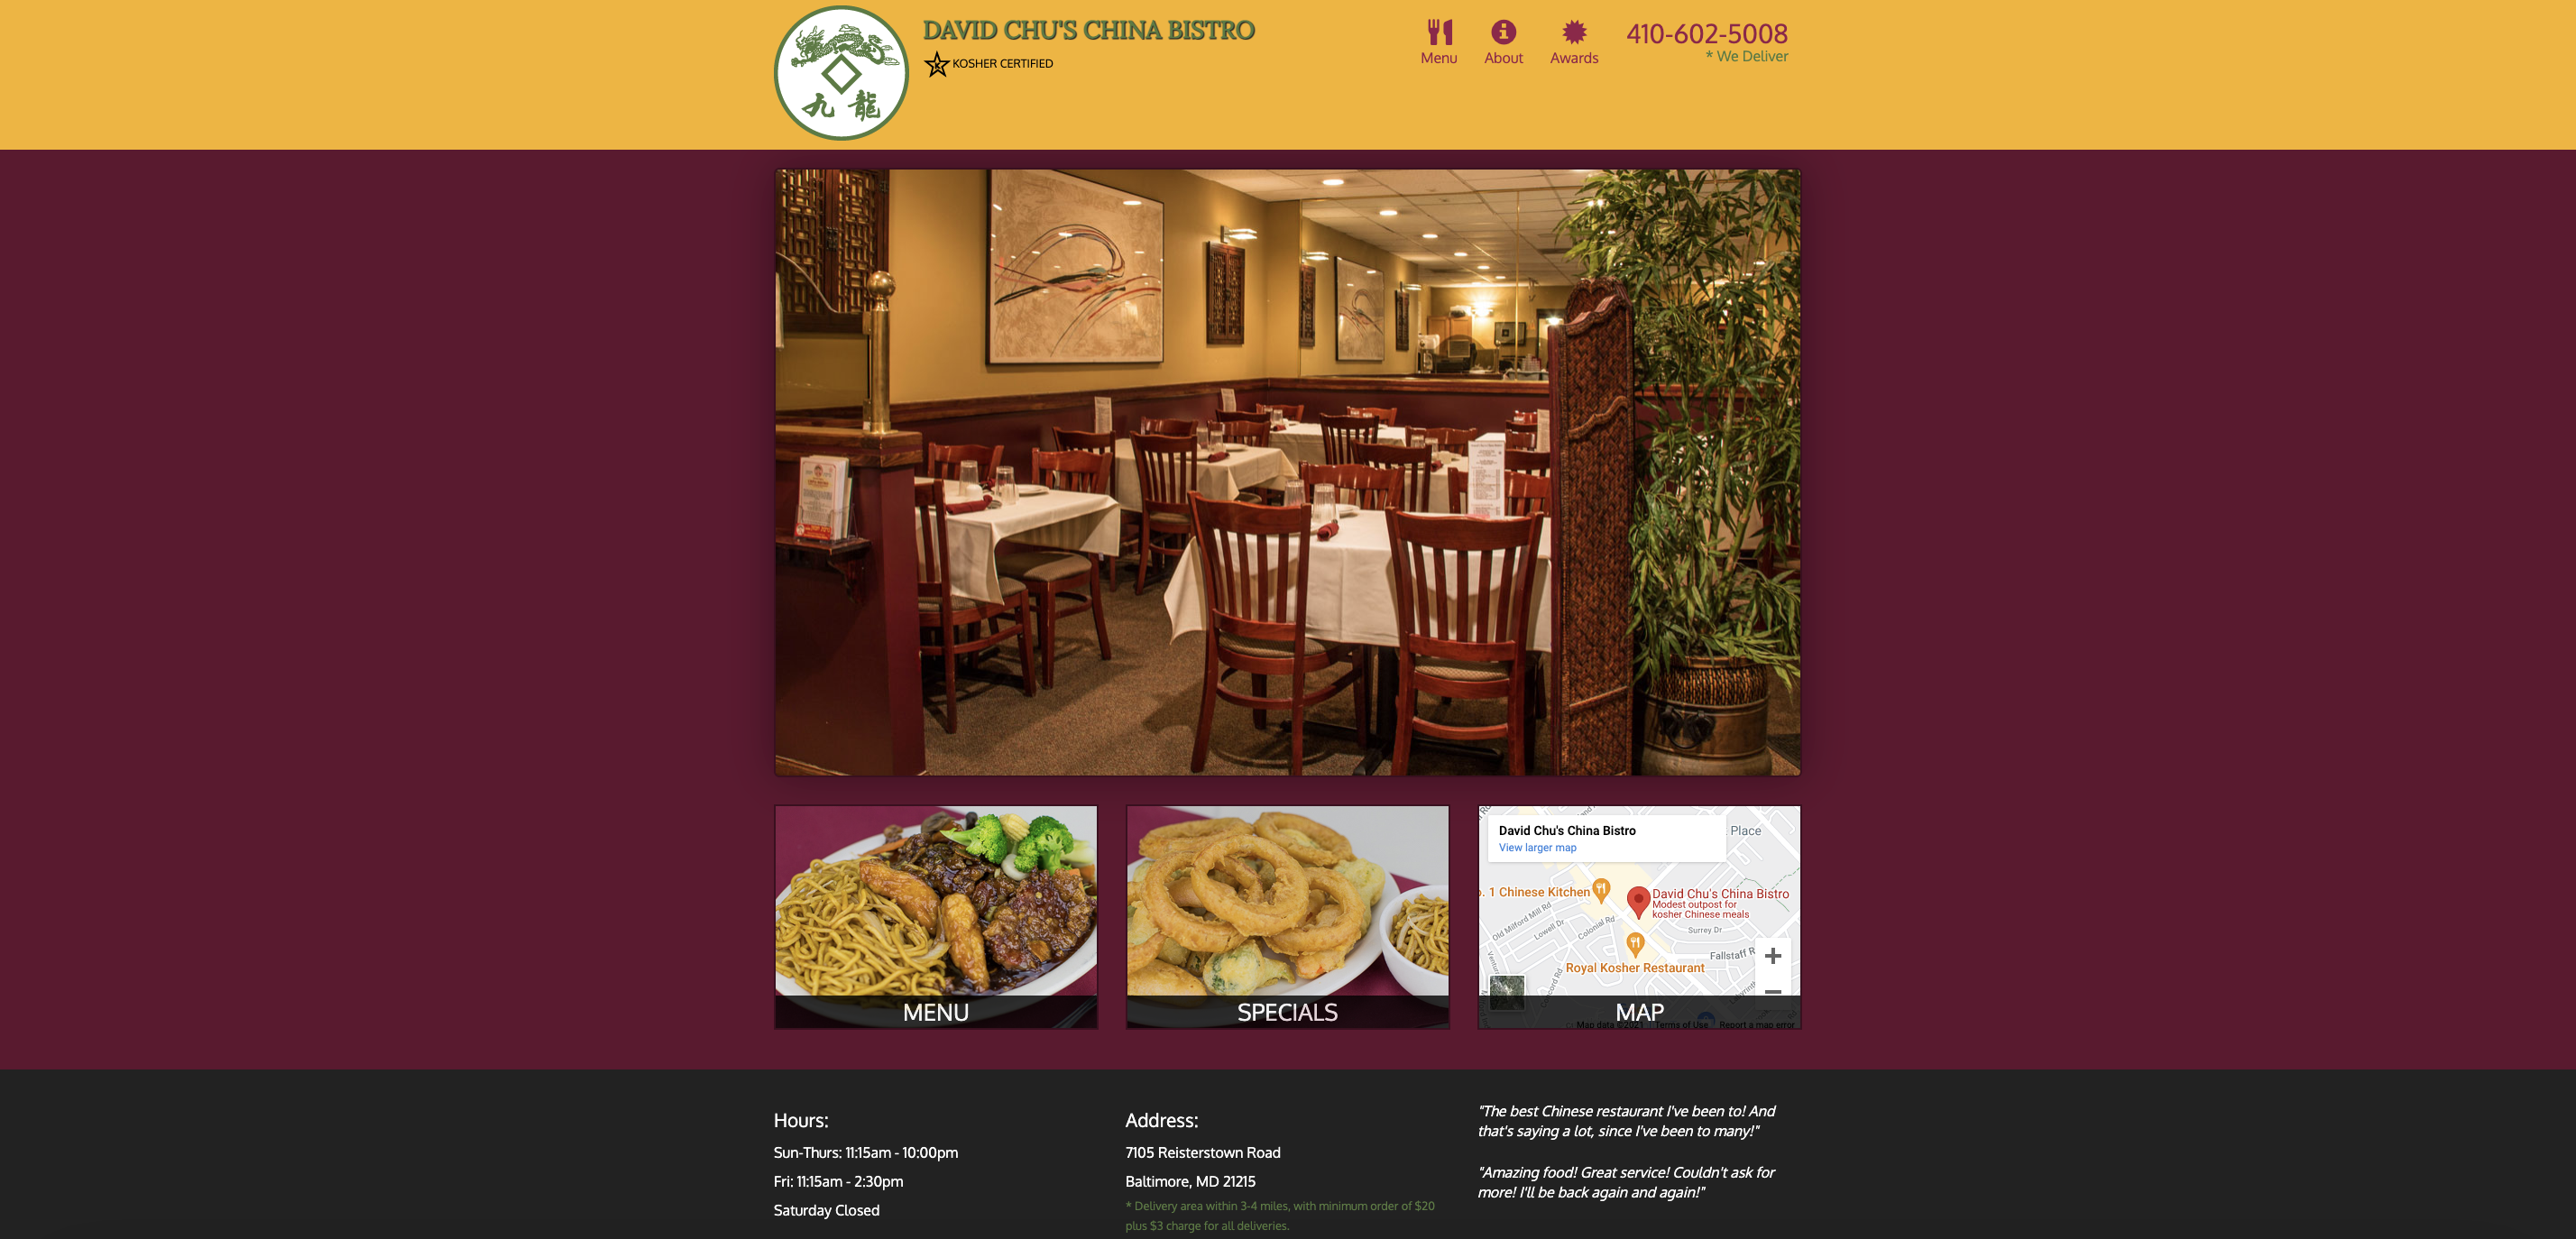 九龍
DAVID CHU'S CHINA BISTRO
K KOSHER CERTIFIED
Menu
About
Awards
410-602-5008
* We Deliver
MENU
SPECIALS
David Chu's China Bistro
View larger map
Place
. 1 Chinese Kitchen
David Chu's China Bistro
Modest outpost for
kosher Chinese meals
Old Milford Mill Rd
Lowell Dr
Colonial Rd
Surrey Dr
Fallstaff R
Royal Kosher Restaurant
MAP
Map data ©2021
Terms of Use
Report a map error
Hours:
Sun-Thurs: 11:15am - 10:00pm
Fri: 11:15am - 2:30pm
Saturday Closed
Address:
7105 Reisterstown Road
Baltimore, MD 21215
* Delivery area within 3-4 miles, with minimum order of $20
plus $3 charge for all deliveries.
"The best Chinese restaurant I've been to! And
that's saying a lot, since I've been to many!"
"Amazing food! Great service! Couldn't ask for
more! I'll be back again and again!"